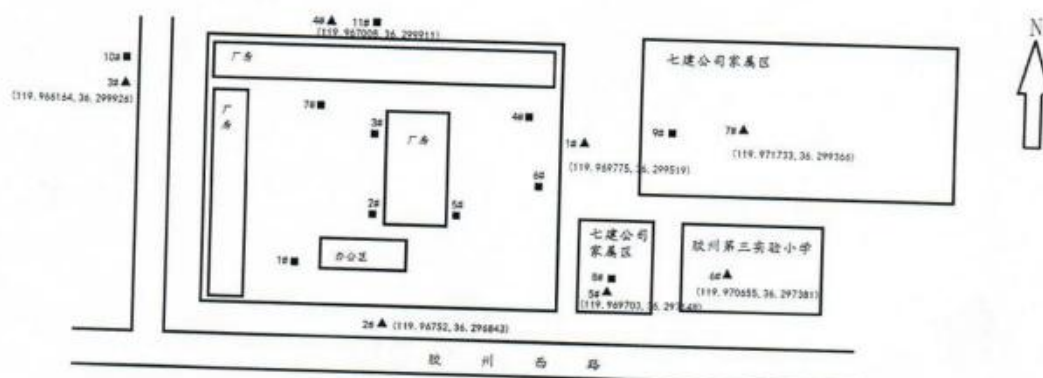 4#▲ 11#■
(119.967008,36.299911)
N
10#■
3#▲
(119.966164,36.299926)
厂房
七建公司家属区
厂房
7#■
3#
■
厂房
4#■
1#▲
(119.969775,36.299519)
9#■
7#▲
(119.971733,36.299366)
6#
■
2#
■
5#
■
1#■
办公区
七建公司
家属区
8#■
5#▲
胶州第三实验小学
6#▲
(119.970655,36.297381)
2#▲ (119.96752,36.296843)
胶州西路